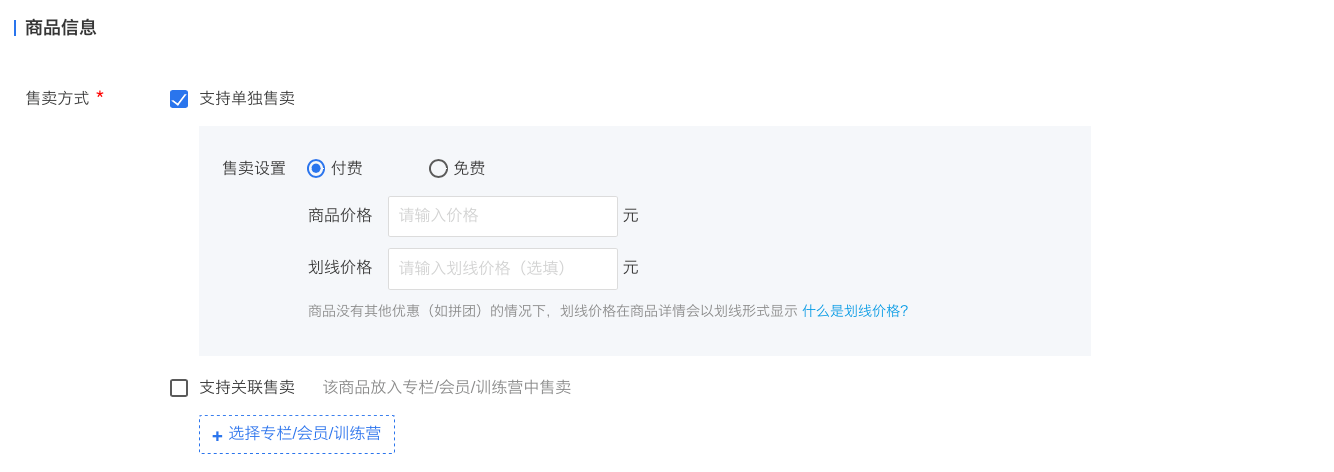 商品信息
售卖方式 * 支持单独售卖
售卖设置 付费 免费
商品价格 请输入价格 元
划线价格 请输入划线价格（选填） 元
商品没有其他优惠（如拼团）的情况下，划线价格在商品详情会以划线形式显示 什么是划线价格?
支持关联售卖 该商品放入专栏/会员/训练营中售卖
+ 选择专栏/会员/训练营